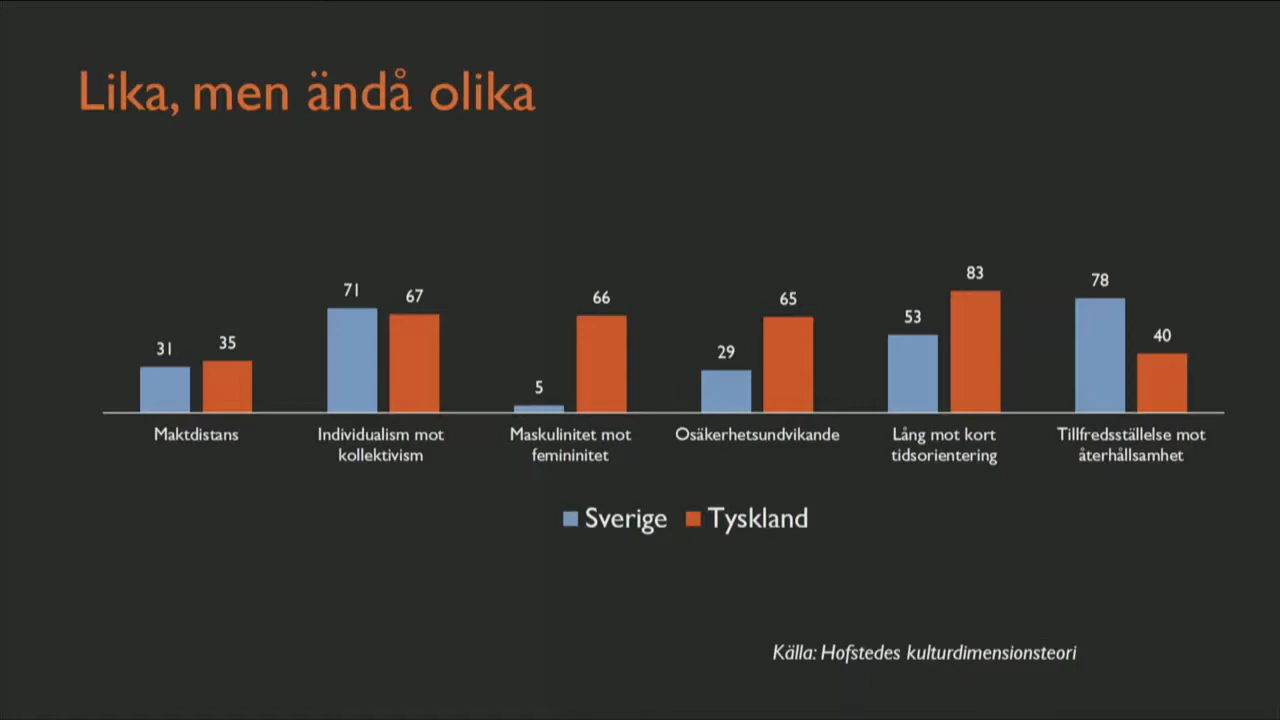 Lika, men ändå olika
31 35 71 67 5 66 29 65 53 83 78 40
Maktdistans
Individualism mot
kollektivism
Maskulinitet mot
femininitet
Osäkerhetsundvikande
Lång mot kort
tidsorientering
Tillfredsställelse mot
återhållsamhet
Sverige Tyskland
Källa: Hofstedes kulturdimensionsteori